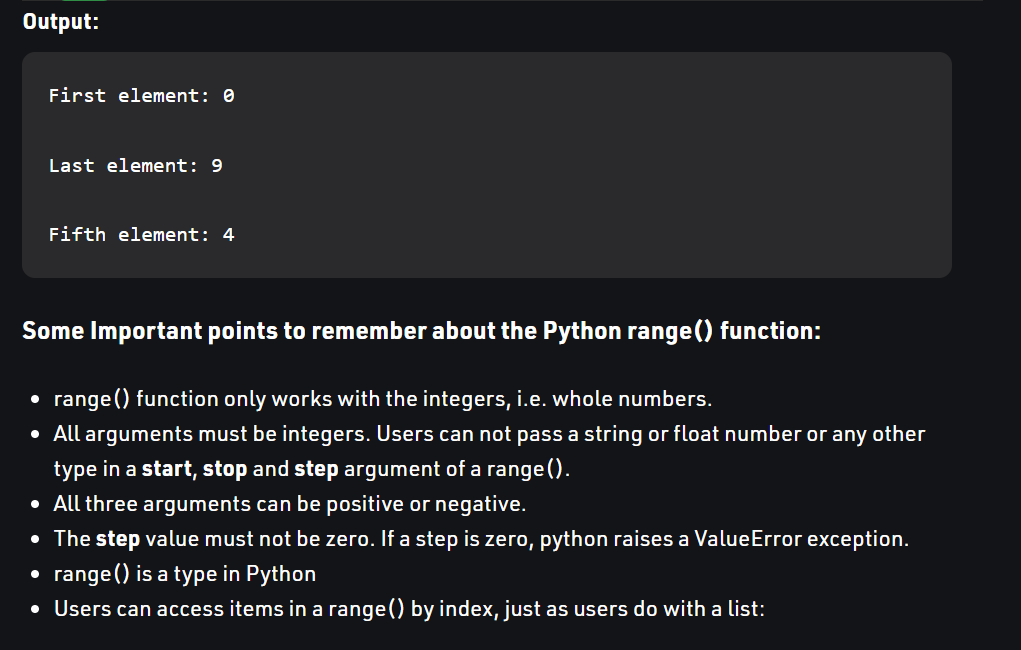 Output:
First element: 0
Last element: 9
Fifth element: 4
Some Important points to remember about the Python range() function:
• range() function only works with the integers, i.e. whole numbers.
• All arguments must be integers. Users can not pass a string or float number or any other
type in a start, stop and step argument of a range().
• All three arguments can be positive or negative.
• The step value must not be zero. If a step is zero, python raises a ValueError exception.
• range() is a type in Python
• Users can access items in a range() by index, just as users do with a list: